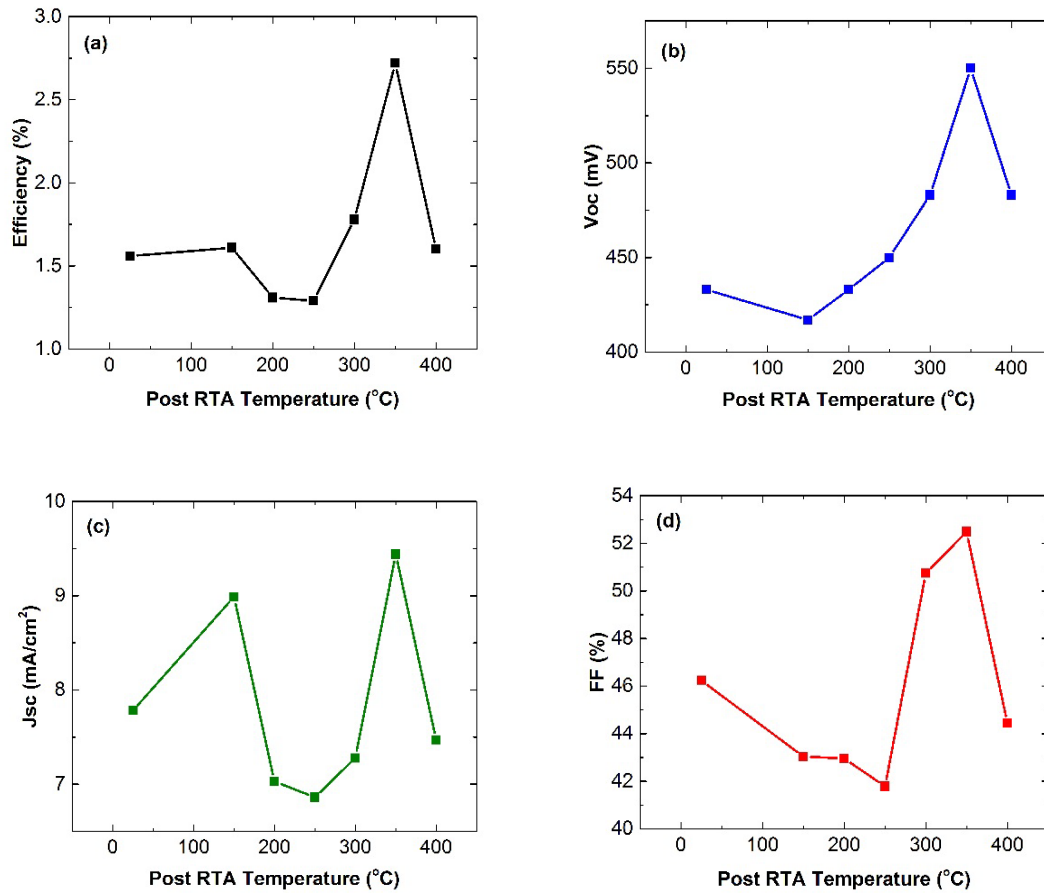 (a)
3.0
2.5
2.0
1.5
1.0
Efficiency (%)
0 100 200 300 400
Post RTA Temperature (°C)
(b)
550
500
450
400
Voc (mV)
0 100 200 300 400
Post RTA Temperature (°C)
(c)
10
9
8
7
Jsc (mA/cm²)
0 100 200 300 400
Post RTA Temperature (°C)
(d)
54
52
50
48
46
44
42
40
FF (%)
0 100 200 300 400
Post RTA Temperature (°C)